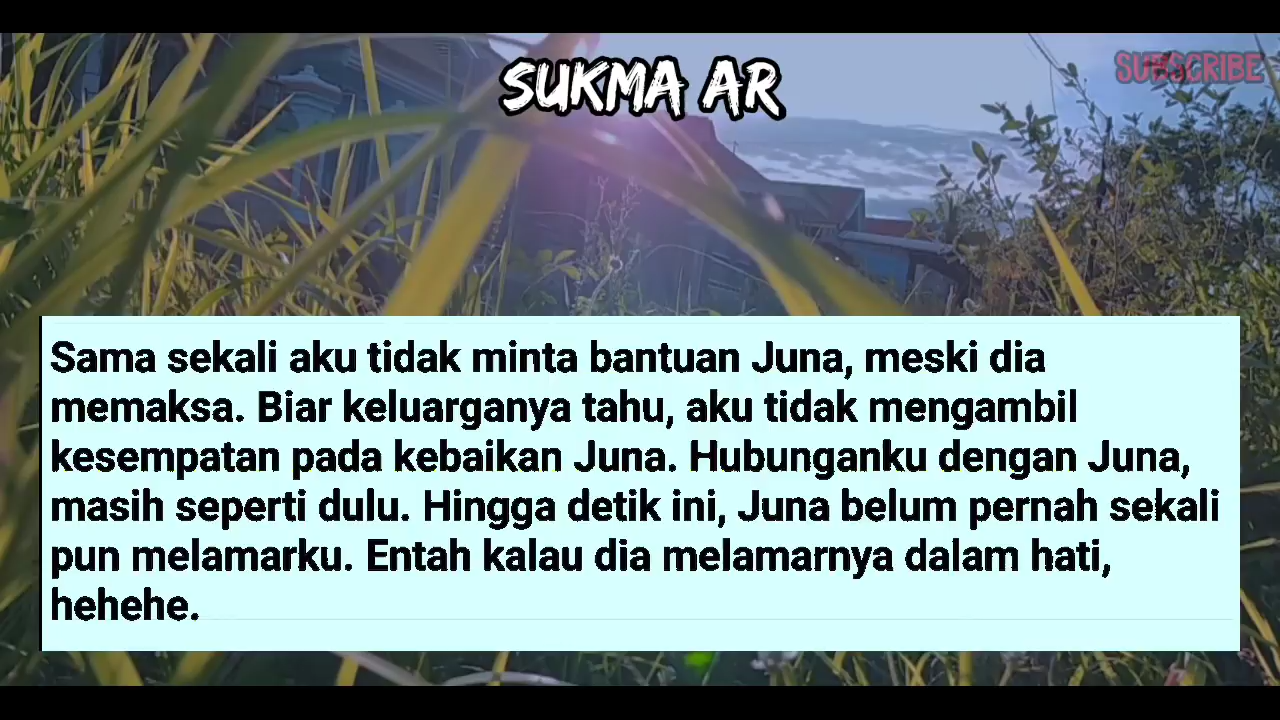 SUKMA AR
SUBSCRIBE
Sama sekali aku tidak minta bantuan Juna, meski dia
memaksa. Biar keluarganya tahu, aku tidak mengambil
kesempatan pada kebaikan Juna. Hubunganku dengan Juna,
masih seperti dulu. Hingga detik ini, Juna belum pernah sekali
pun melamarku. Entah kalau dia melamarnya dalam hati,
hehehe.